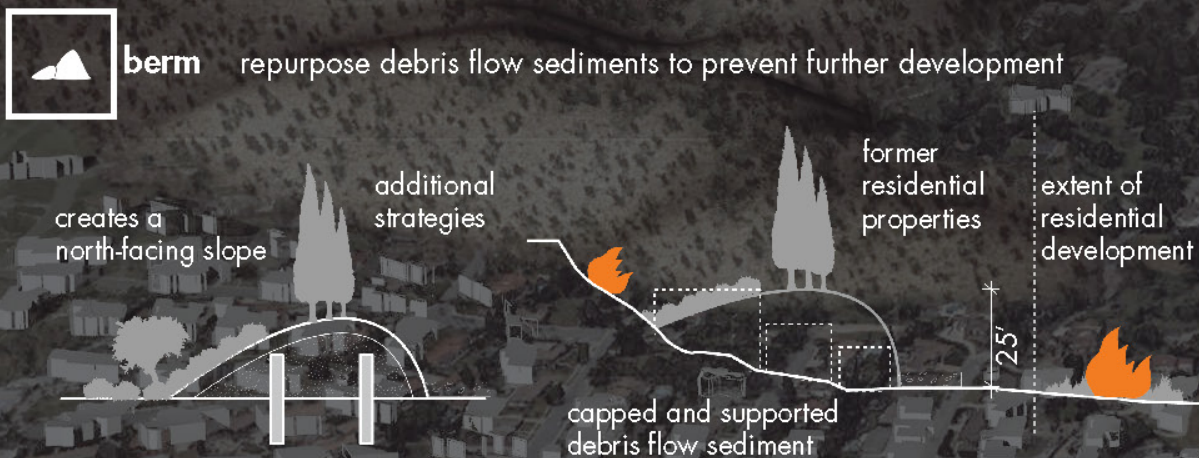 berm repurpose debris flow sediments to prevent further development
creates a
north-facing slope
additional
strategies
former
residential
properties
extent of
residential
development
25'
capped and supported
debris flow sediment